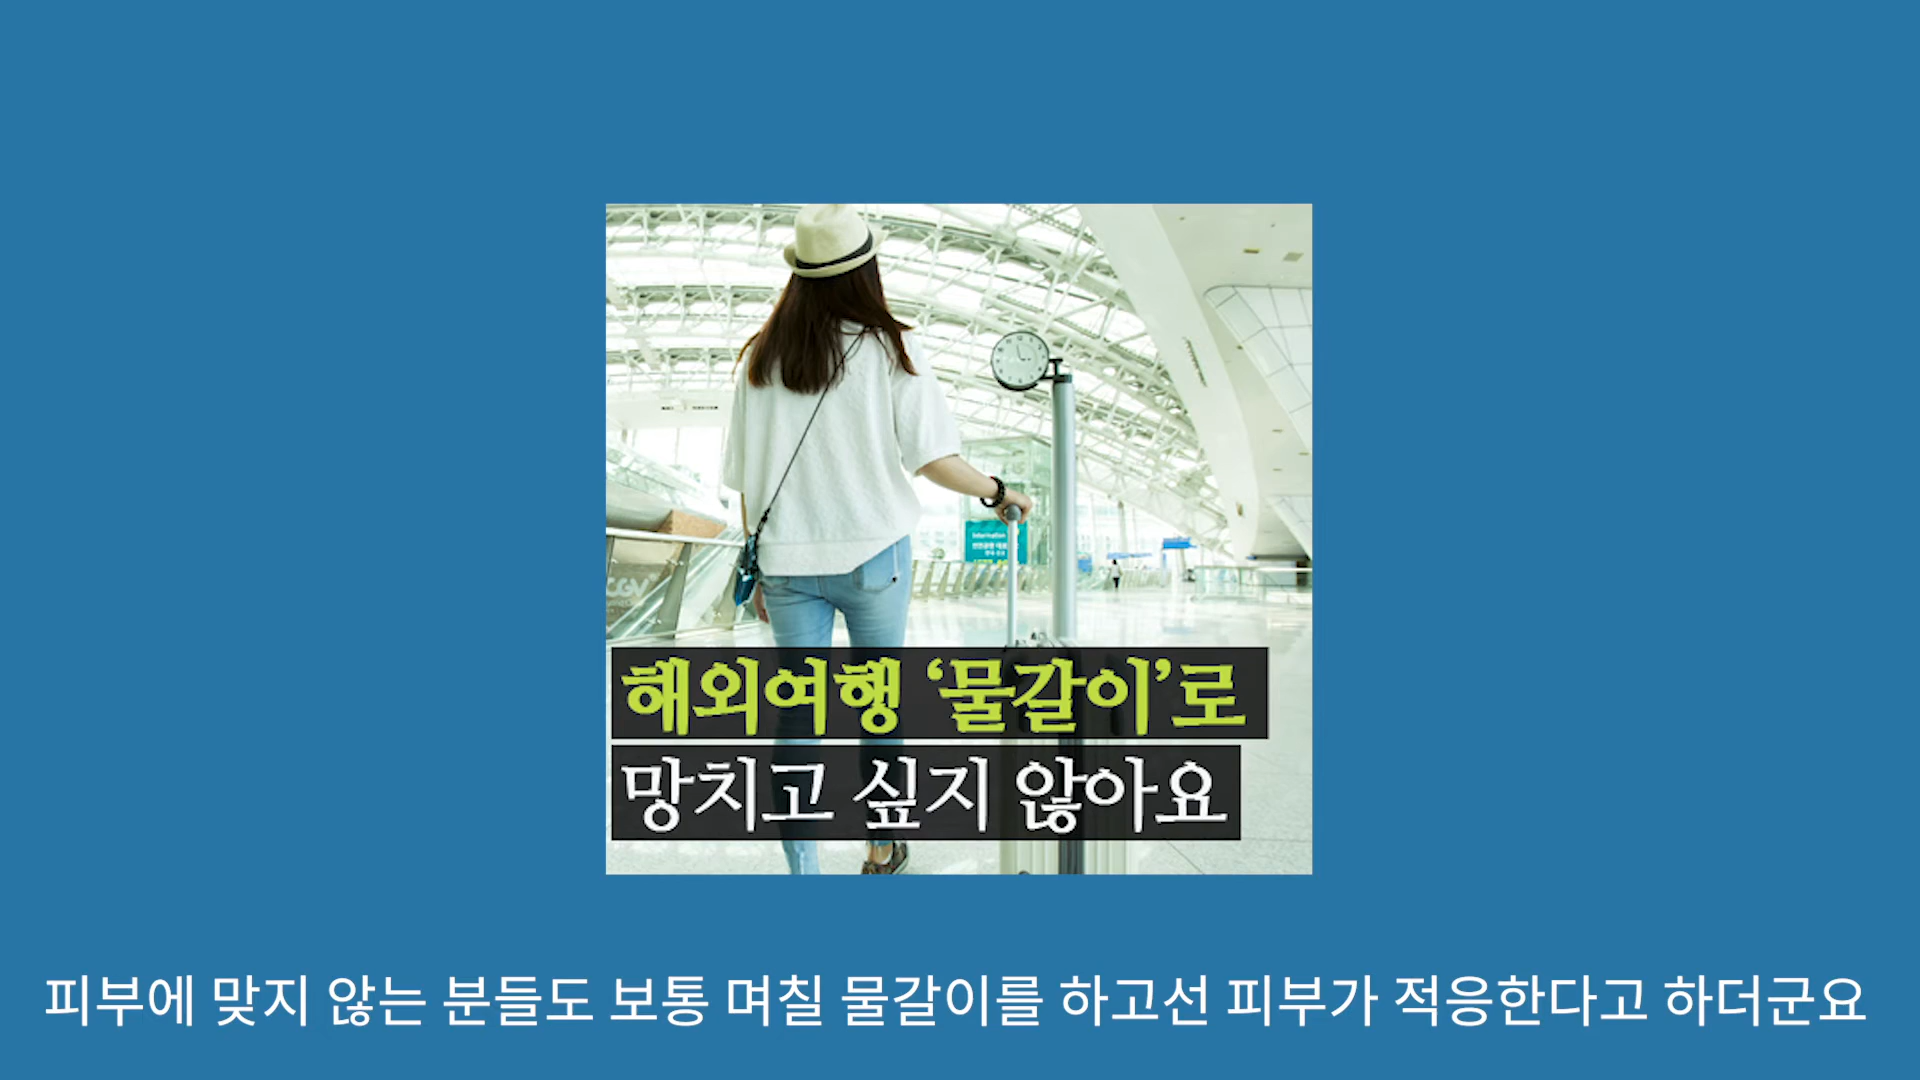 CGV
Information
해외여행 ‘물갈이’로
망치고 싶지 않아요
피부에 맞지 않는 분들도 보통 며칠 물갈이를 하고선 피부가 적응한다고 하더군요